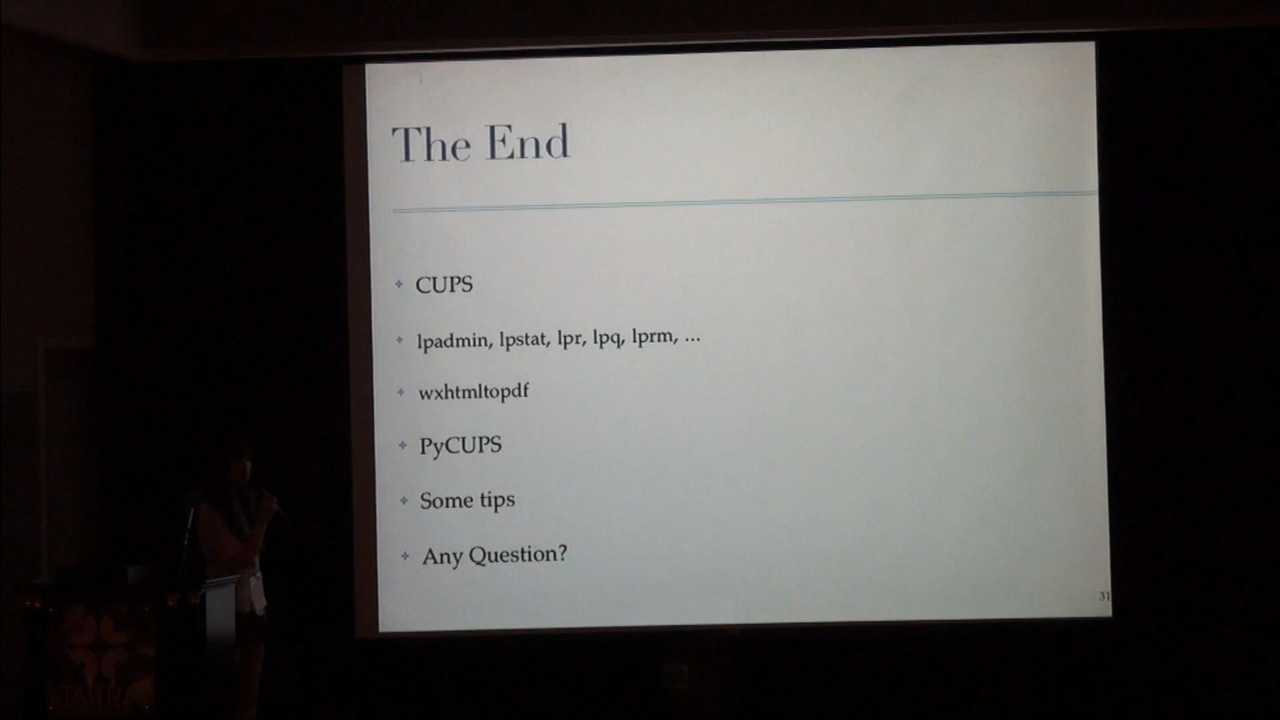 The End
CUPS
lpadmin, lpstat, lpr, lpq, lprm, ...
wxhtmltopdf
PyCUPS
Some tips
Any Question?
31